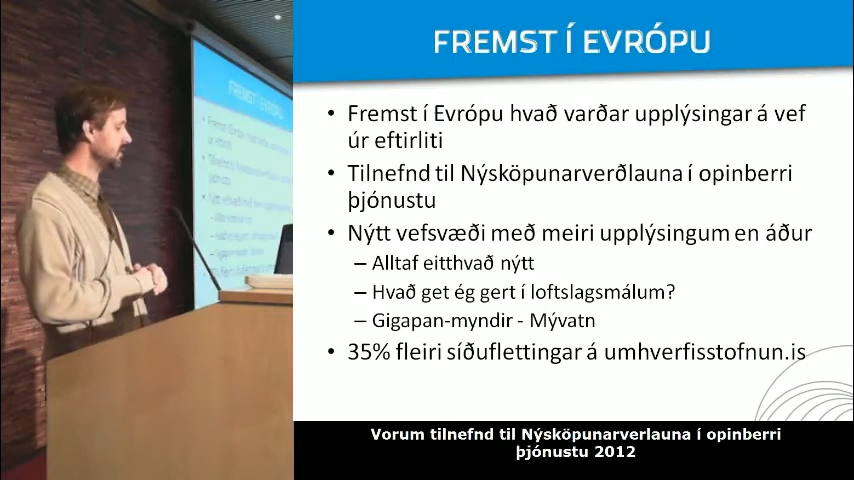 FREMST Í EVRÓPU
• Fremst í Evrópu hvað varðar upplýsingar á vef
úr eftirliti
• Tilnefnd til Nýsköpunarverðlauna í opinberri
þjónustu
• Nýtt vefsvæði með meiri upplýsingum en áður
– Alltaf eitthvað nýtt
– Hvað get ég gert í loftslagsmálum?
– Gigapan-myndir - Mývatn
• 35% fleiri síðuflettingar á umhverfisstofnun.is
Vorum tilnefnd til Nýsköpunarverlauna í opinberri
þjónustu 2012
FREMST Í EVRÓPU